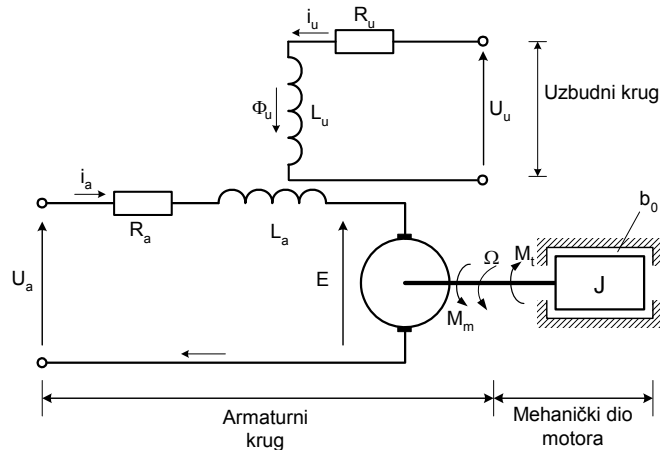 i_u
R_u
Φ_u
L_u
U_u
Uzbudni krug
i_a
R_a
L_a
U_a
E
M_m
Ω
M_t
b_0
J
Armaturni
krug
Mehanički dio
motora